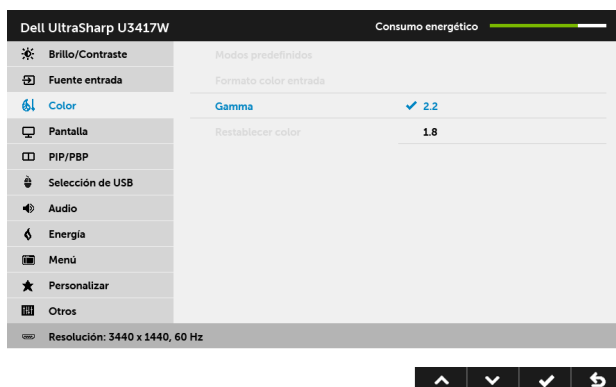 Dell UltraSharp U3417W Consumo energético
Brillo/Contraste Modos predefinidos
Fuente entrada Formato color entrada
Color Gamma 2.2
Pantalla Restablecer color 1.8
PIP/PBP
Selección de USB
Audio
Energía
Menú
Personalizar
Otros
Resolución: 3440 x 1440, 60 Hz